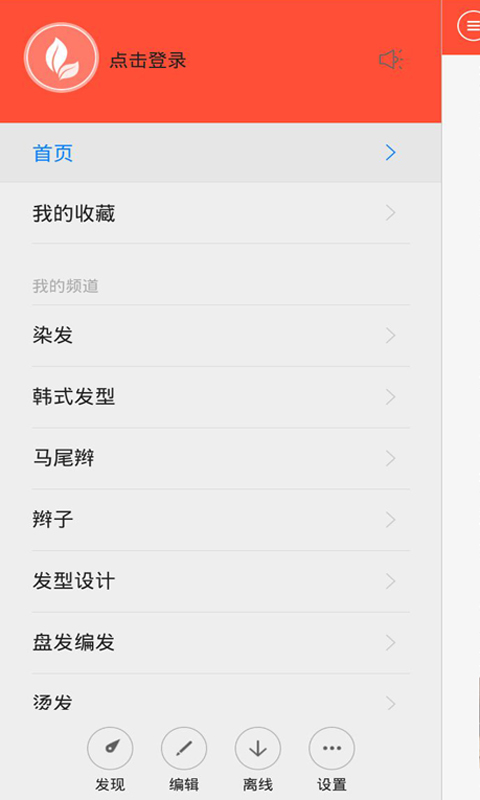 点击登录
首页
我的收藏
我的频道
染发
韩式发型
马尾辫
辫子
发型设计
盘发编发
烫发
发现
编辑
离线
设置